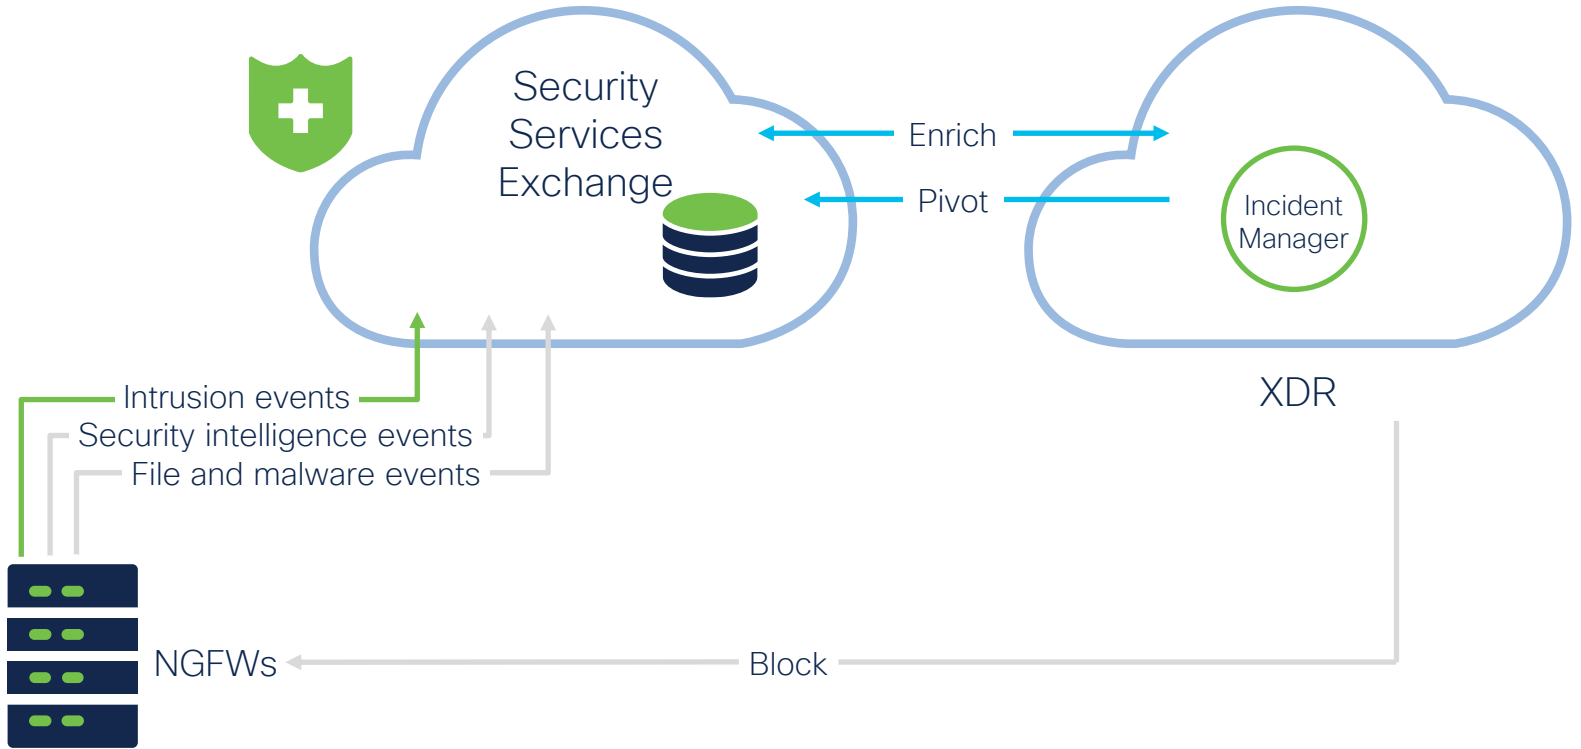 Security
Services
Exchange
Enrich
Pivot
Incident
Manager
XDR
Intrusion events
Security intelligence events
File and malware events
NGFWs
Block